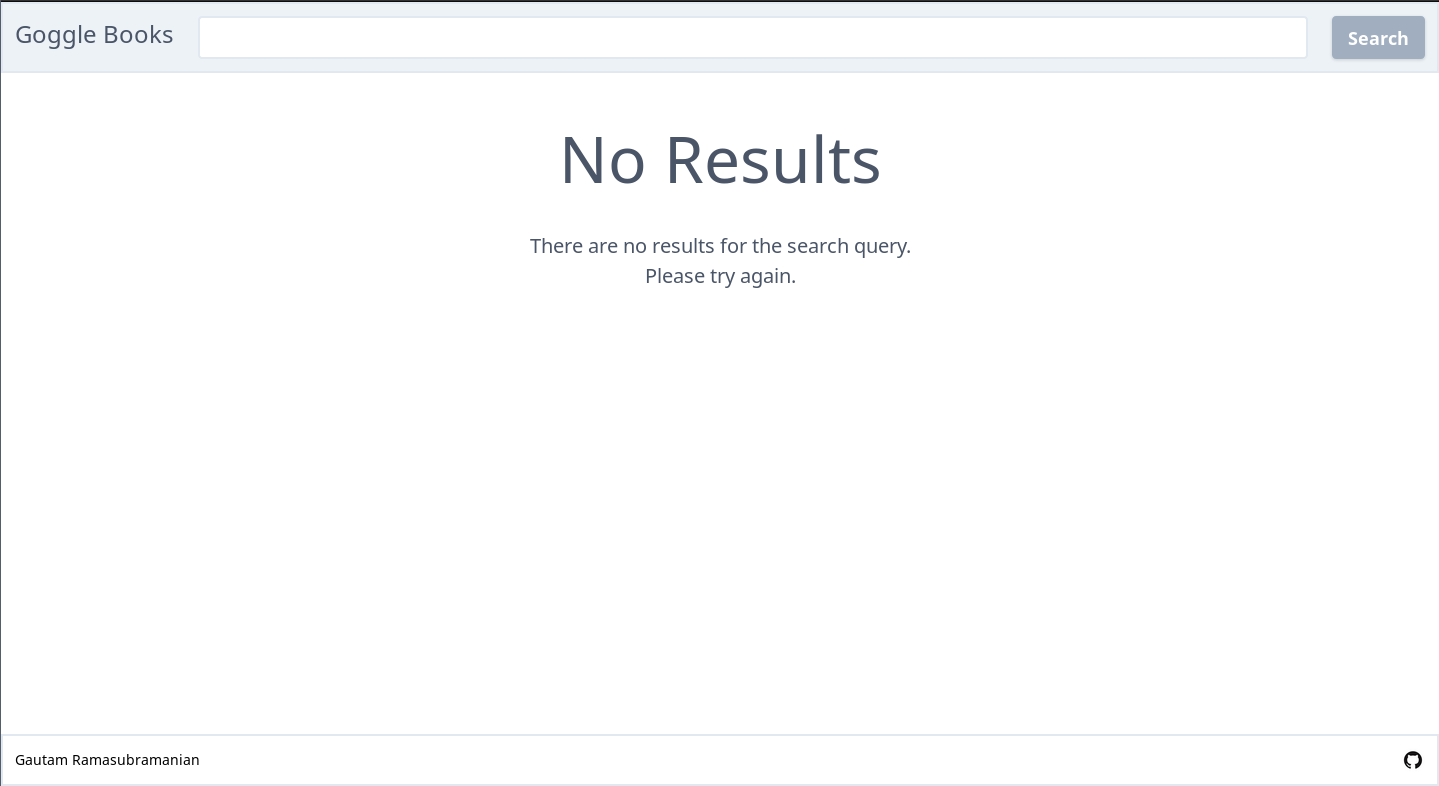 Goggle Books
Search
No Results
There are no results for the search query.
Please try again.
Gautam Ramasubramanian